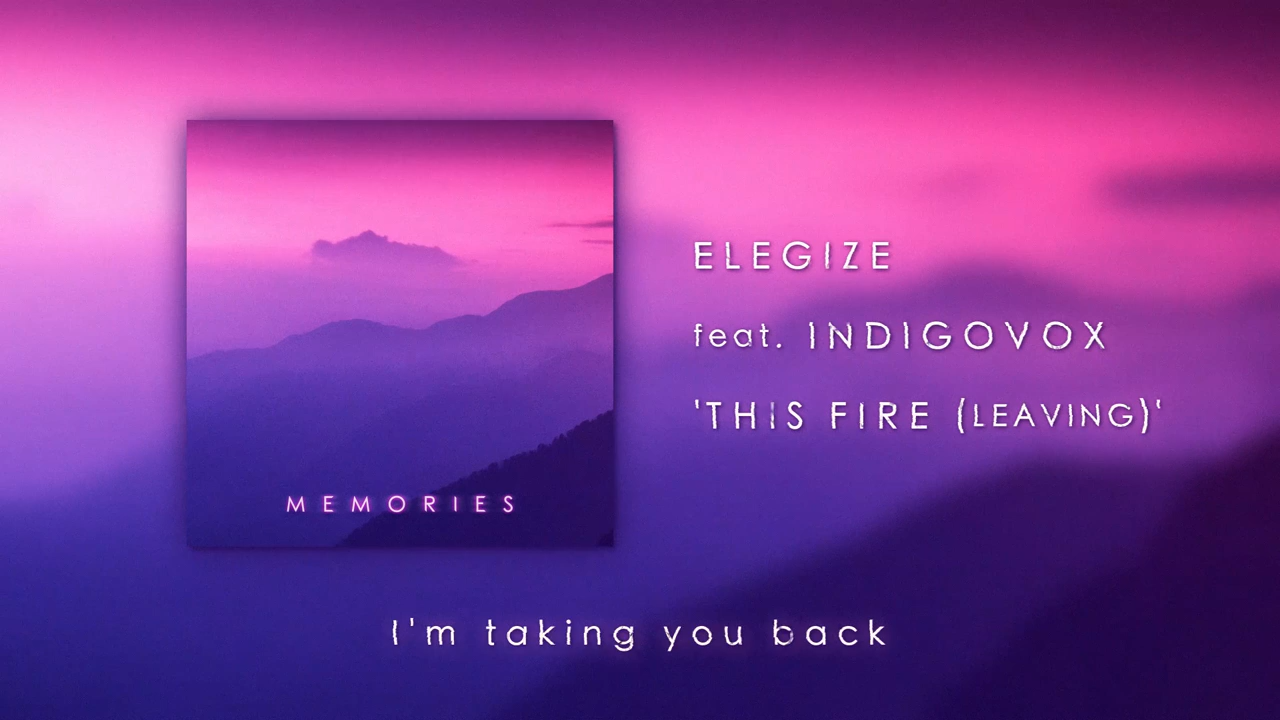 ELEGIZE
feat. INDIGOVOX
'THIS FIRE (LEAVING)'
MEMORIES
I'm taking you back